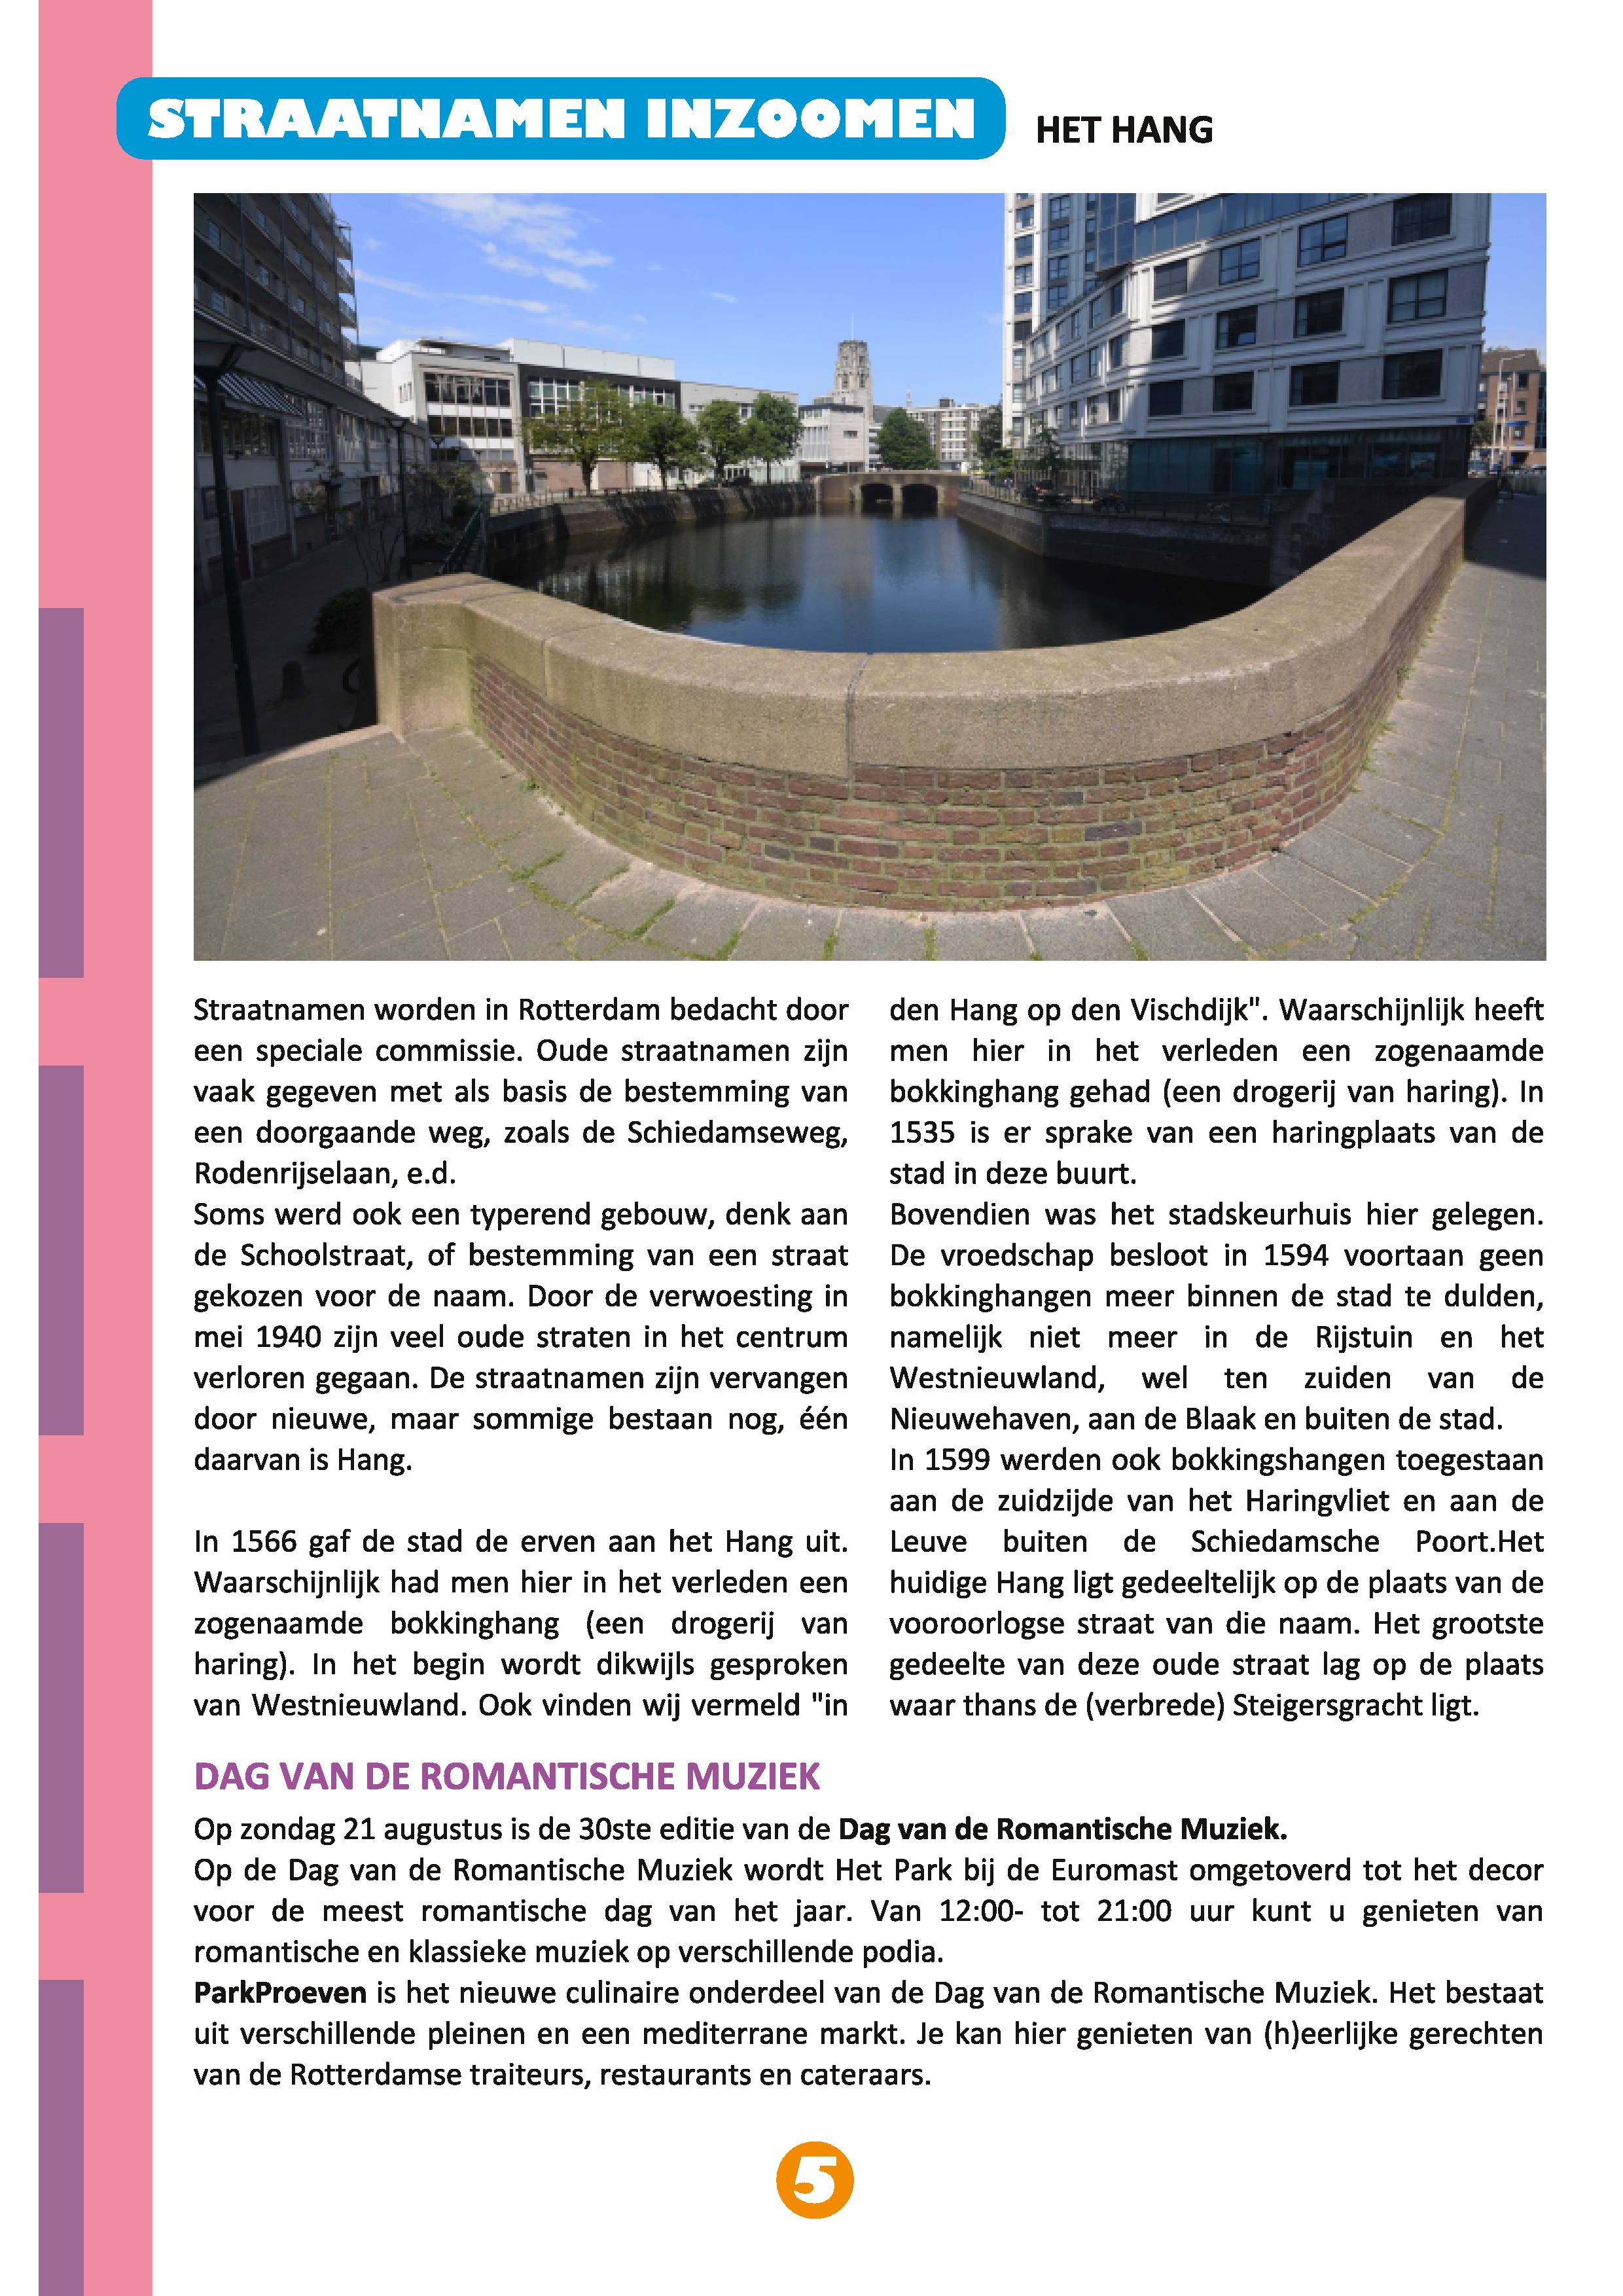 STRAATNAMEN INZOOMEN
HET HANG
Straatnamen worden in Rotterdam bedacht door
een speciale commissie. Oude straatnamen zijn
vaak gegeven met als basis de bestemming van
een doorgaande weg, zoals de Schiedamseweg,
Rodenrijselaan, e.d.
Soms werd ook een typerend gebouw, denk aan
de Schoolstraat, of bestemming van een straat
gekozen voor de naam. Door de verwoesting in
mei 1940 zijn veel oude straten in het centrum
verloren gegaan. De straatnamen zijn vervangen
door nieuwe, maar sommige bestaan nog, één
daarvan is Hang.
In 1566 gaf de stad de erven aan het Hang uit.
Waarschijnlijk had men hier in het verleden een
zogenaamde bokkinghang (een drogerij van
haring). In het begin wordt dikwijls gesproken
van Westnieuwland. Ook vinden wij vermeld "in
den Hang op den Vischdijk". Waarschijnlijk heeft
men hier in het verleden een zogenaamde
bokkinghang gehad (een drogerij van haring). In
1535 is er sprake van een haringplaats van de
stad in deze buurt.
Bovendien was het stadskeurhuis hier gelegen.
De vroedschap besloot in 1594 voortaan geen
bokkinghangen meer binnen de stad te dulden,
namelijk niet meer in de Rijstuin en het
Westnieuwland, wel ten zuiden van de
Nieuwehaven, aan de Blaak en buiten de stad.
In 1599 werden ook bokkingshangen toegestaan
aan de zuidzijde van het Haringvliet en aan de
Leuve buiten de Schiedamsche Poort.Het
huidige Hang ligt gedeeltelijk op de plaats van de
vooroorlogse straat van die naam. Het grootste
gedeelte van deze oude straat lag op de plaats
waar thans de (verbrede) Steigersgracht ligt.
DAG VAN DE ROMANTISCHE MUZIEK
Op zondag 21 augustus is de 30ste editie van de Dag van de Romantische Muziek.
Op de Dag van de Romantische Muziek wordt Het Park bij de Euromast omgetoverd tot het decor
voor de meest romantische dag van het jaar. Van 12:00- tot 21:00 uur kunt u genieten van
romantische en klassieke muziek op verschillende podia.
ParkProeven is het nieuwe culinaire onderdeel van de Dag van de Romantische Muziek. Het bestaat
uit verschillende pleinen en een mediterrane markt. Je kan hier genieten van (h)eerlijke gerechten
van de Rotterdamse traiteurs, restaurants en cateraars.
5